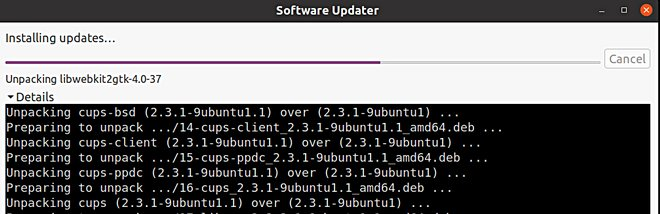 Software Updater
Installing updates...
Cancel
Unpacking libwebkit2gtk-4.0-37
Details
Unpacking cups-bsd (2.3.1-9ubuntu1.1) over (2.3.1-9ubuntu1) ...
Preparing to unpack .../14-cups-client_2.3.1-9ubuntu1.1_amd64.deb ...
Unpacking cups-client (2.3.1-9ubuntu1.1) over (2.3.1-9ubuntu1) ...
Preparing to unpack .../15-cups-ppdc_2.3.1-9ubuntu1.1_amd64.deb ...
Unpacking cups-ppdc (2.3.1-9ubuntu1.1) over (2.3.1-9ubuntu1) ...
Preparing to unpack .../16-cups_2.3.1-9ubuntu1.1_amd64.deb ...
Unpacking cups (2.3.1-9ubuntu1.1) over (2.3.1-9ubuntu1) ...